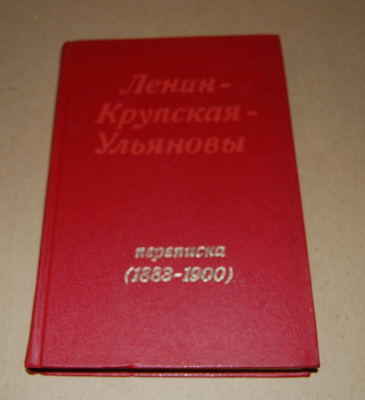 Ленин-
Крупская-
Ульяновы
переписка
(1883-1900)